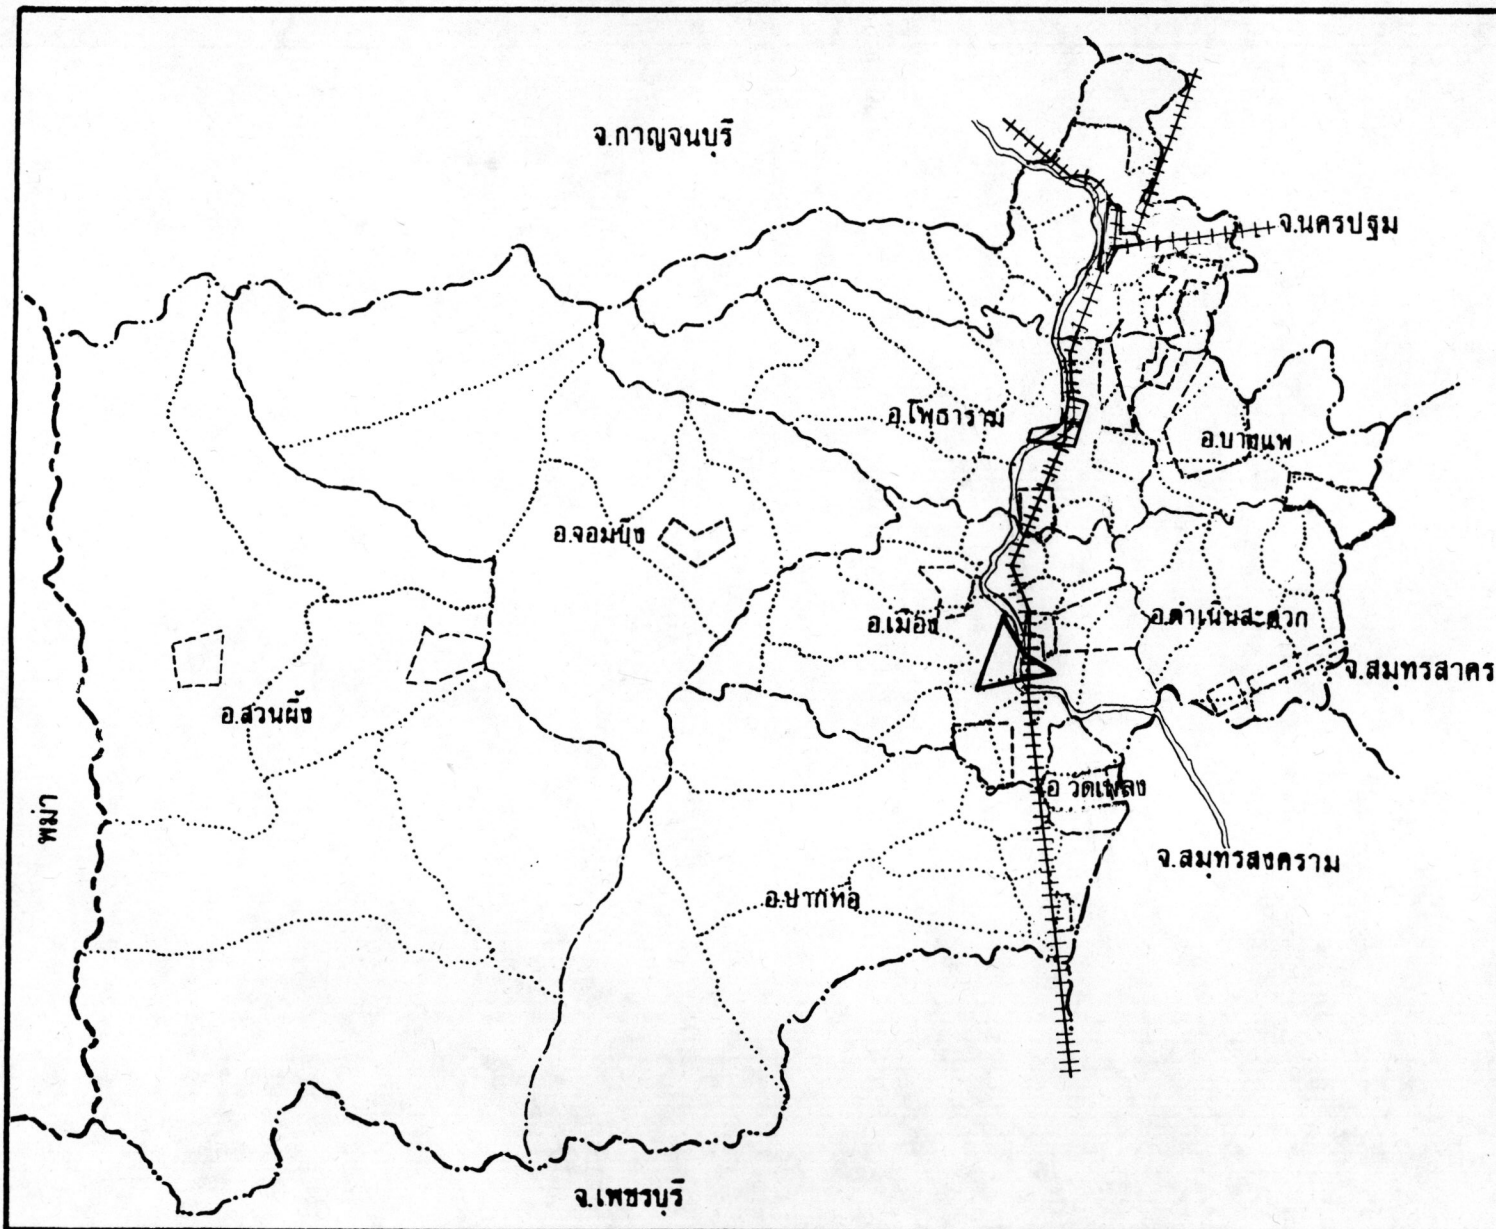 จ.กาญจนบุรี
จ.นครปฐม
อ.โพธาราม
อ.บางแพ
อ.จอมบึง
อ.เมือง
อ.ดำเนินสะดวก
จ.สมุทรสาคร
อ.สวนผึ้ง
อ วัดเพลง
พม่า
จ.สมุทรสงคราม
อ.ปากท่อ
จ.เพชรบุรี